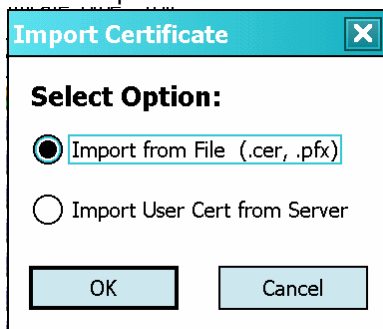 Import Certificate
Select Option:
Import from File (.cer, .pfx)
Import User Cert from Server
OK
Cancel